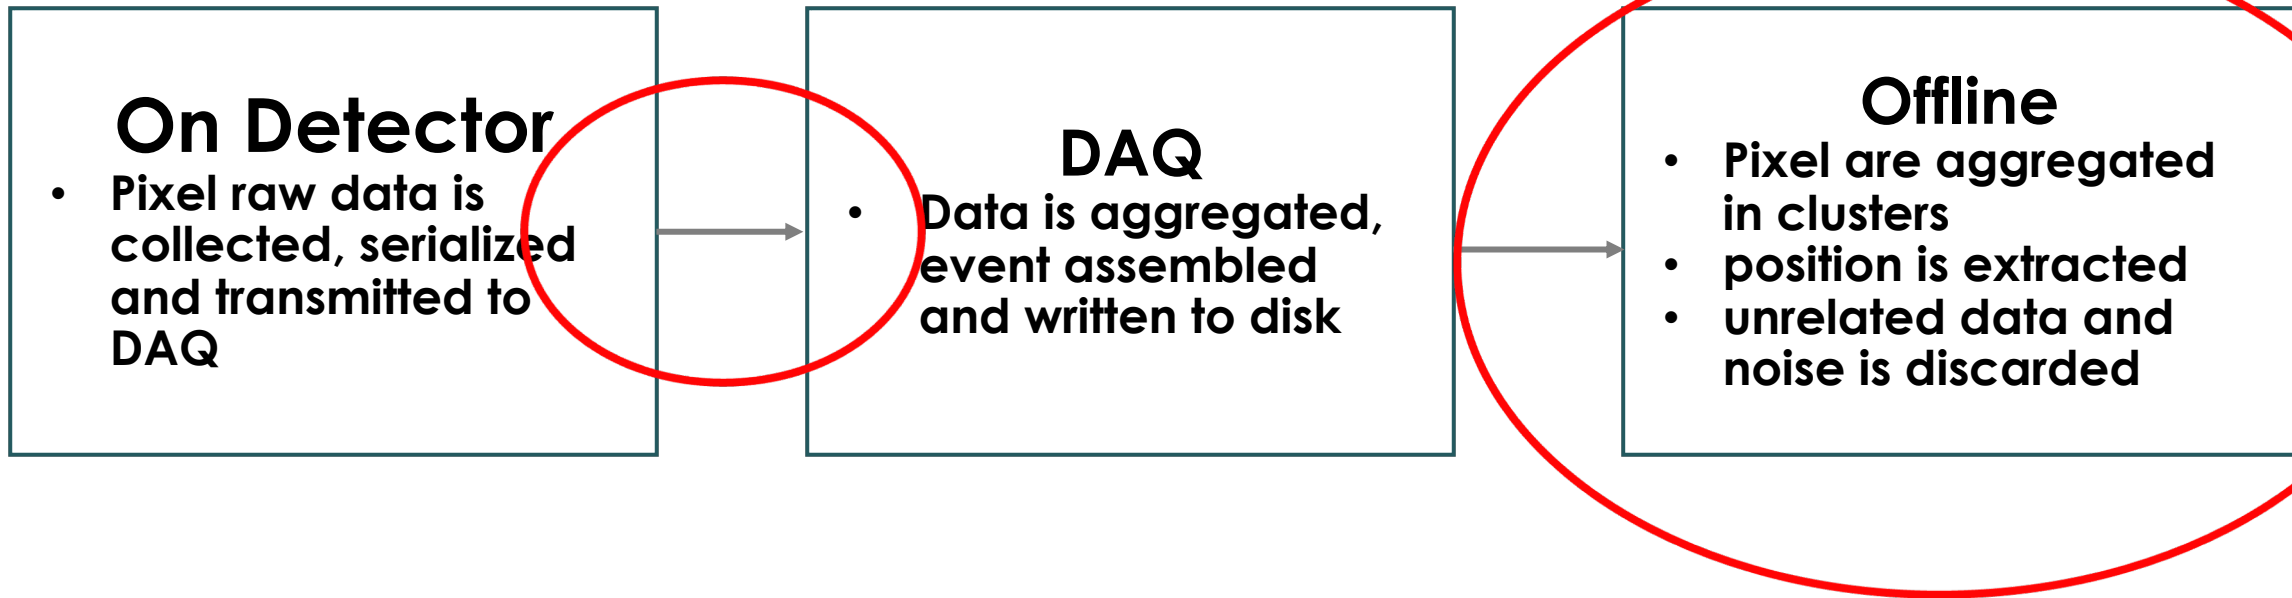 On Detector
• Pixel raw data is
collected, serialized
and transmitted to
DAQ
DAQ
• Data is aggregated,
event assembled
and written to disk
Offline
• Pixel are aggregated
in clusters
• position is extracted
• unrelated data and
noise is discarded